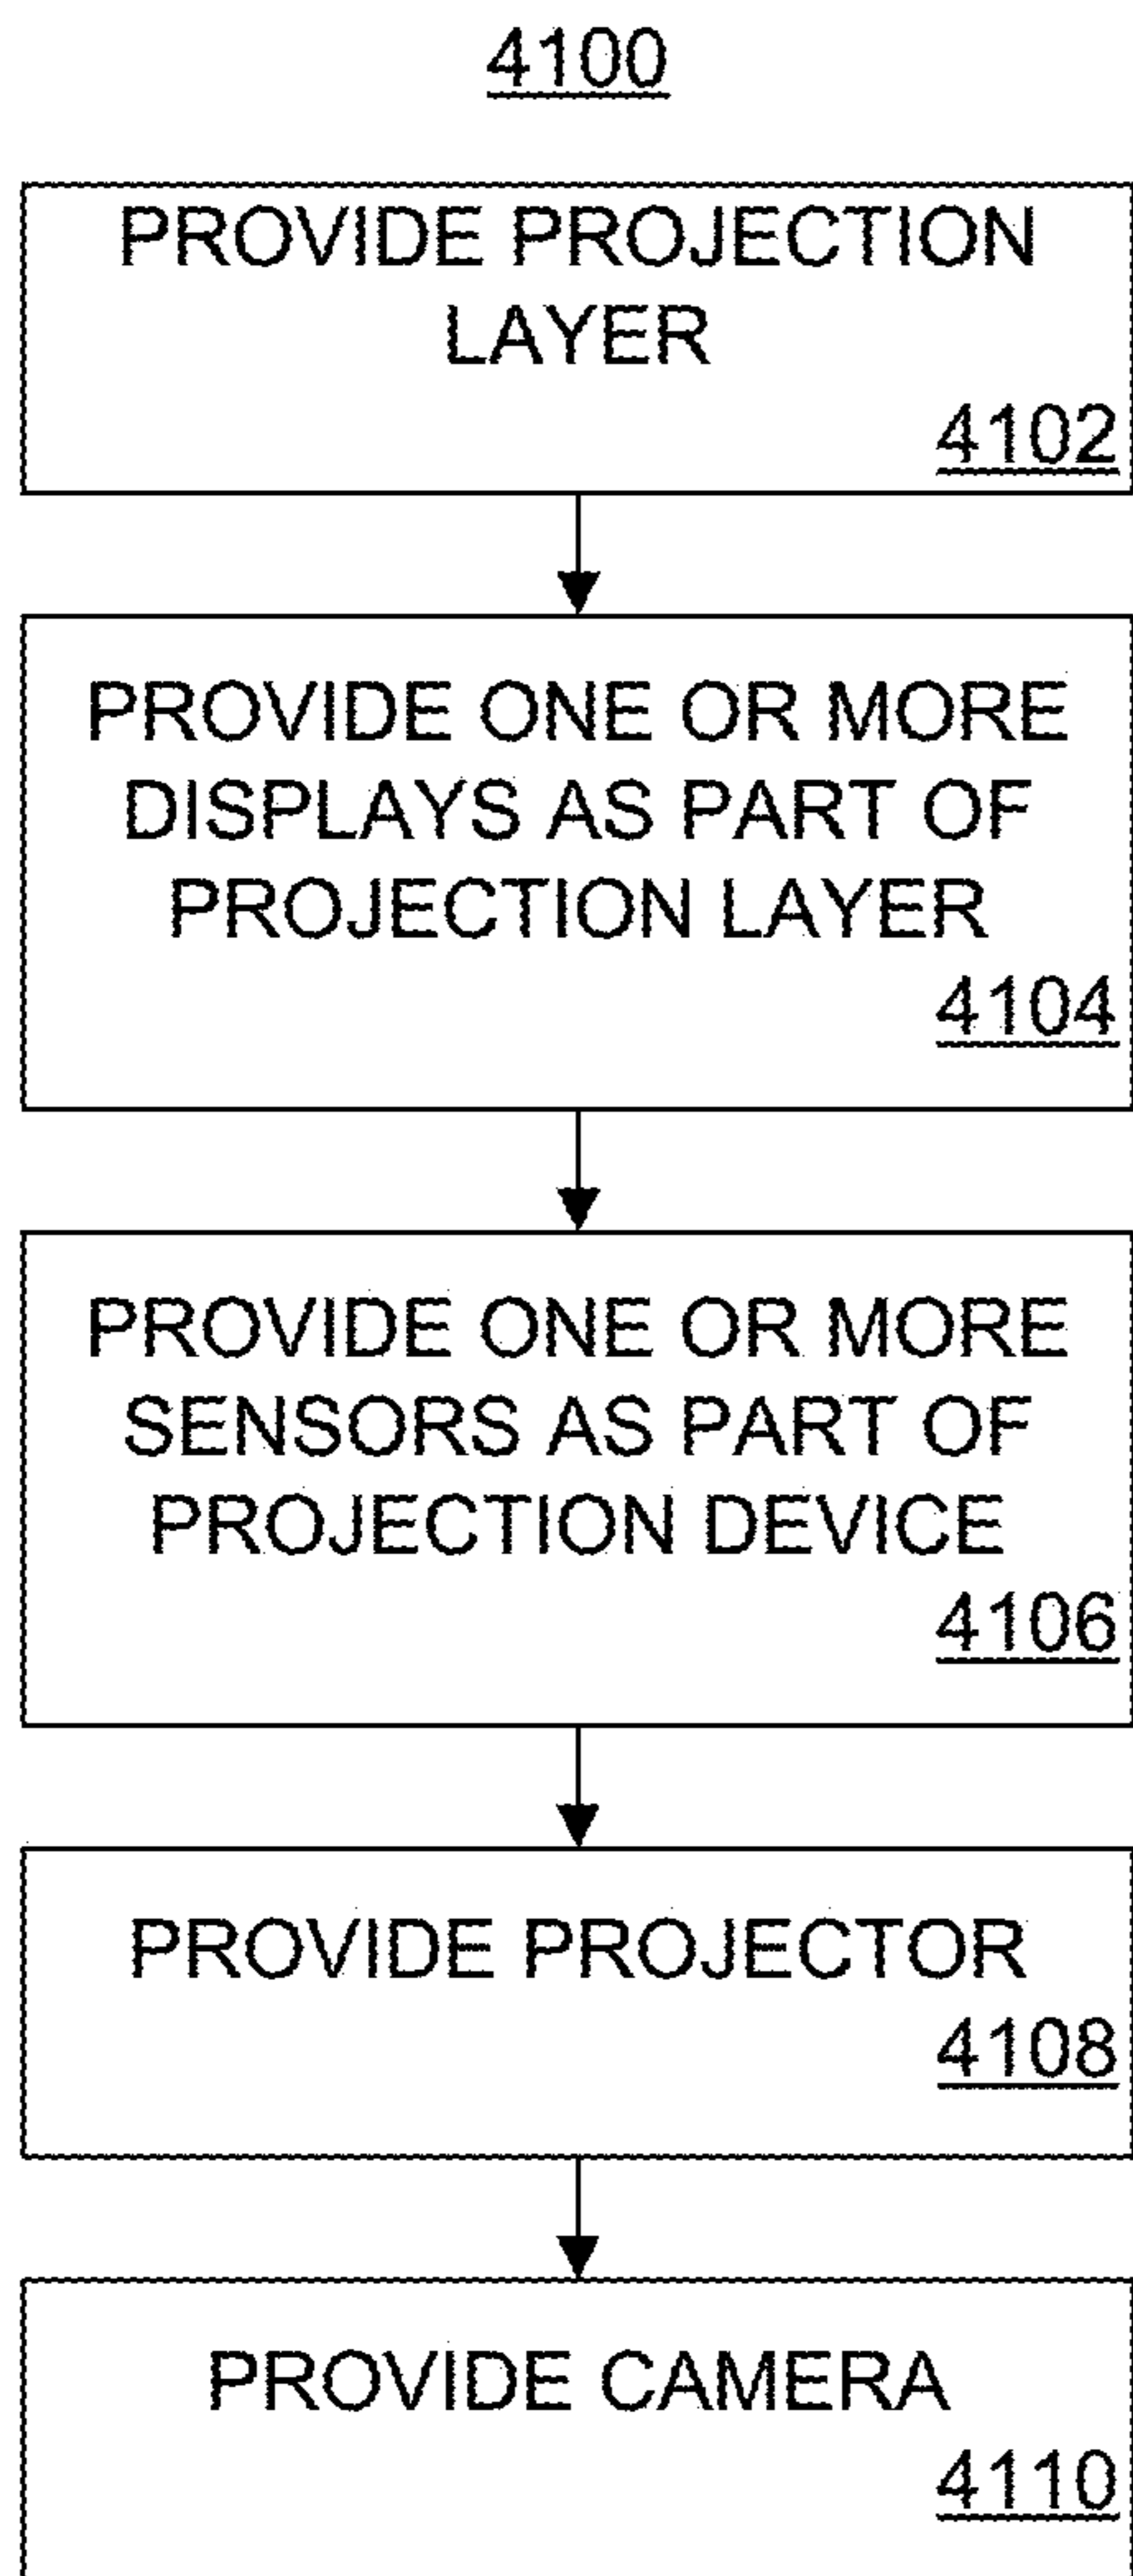 4100
PROVIDE PROJECTION
LAYER
4102
PROVIDE ONE OR MORE
DISPLAYS AS PART OF
PROJECTION LAYER
4104
PROVIDE ONE OR MORE
SENSORS AS PART OF
PROJECTION DEVICE
4106
PROVIDE PROJECTOR
4108
PROVIDE CAMERA
4110